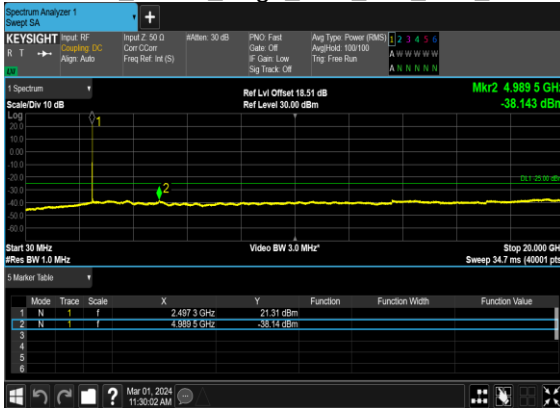 Spectrum Analyzer 1
Swept SA
+
KEYSIGHT Input: RF Input Z: 50 Ω #Atten: 30 dB PNO: Fast Avg Type: Power (RMS) 1 2 3 4 5 6
R T Coupling: DC Corr CCorr Gate: Off Avg|Hold: 100/100 A W W W W W
Align: Auto Freq Ref: Int (S) IF Gain: Low Trig: Free Run
Sig Track: Off A N N N N N
1 Spectrum
Ref Lvl Offset 18.51 dB Mkr2 4.989 5 GHz
Scale/Div 10 dB Ref Level 30.00 dBm -38.143 dBm
Log
20.0
10.0
0.00
-10.0
-20.0
-30.0
-40.0
-50.0
-60.0
1
2
Start 30 MHz Video BW 3.0 MHz* Stop 20.000 GH
#Res BW 1.0 MHz Sweep 34.7 ms (40001 pts
5 Marker Table
Mode Trace Scale X Y Function Function Width Function Value
1 N 1 f 2.497 3 GHz 21.31 dBm
2 N 1 f 4.989 5 GHz -38.14 dBm
3
4
5
6
? Mar 01, 2024
11:30:02 AM